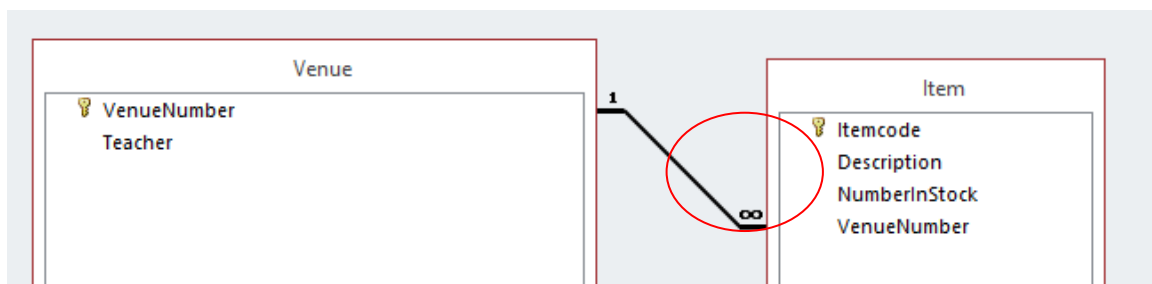 Venue
VenueNumber
Teacher
1
∞
Item
Itemcode
Description
NumberInStock
VenueNumber